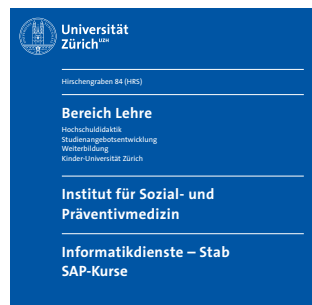 Universität
Zürich UZH
Hirschengraben 84 (HRS)
Bereich Lehre
Hochschuldidaktik
Studienangebotsentwicklung
Weiterbildung
Kinder-Universität Zürich
Institut für Sozial- und
Präventivmedizin
Informatikdienste – Stab
SAP-Kurse